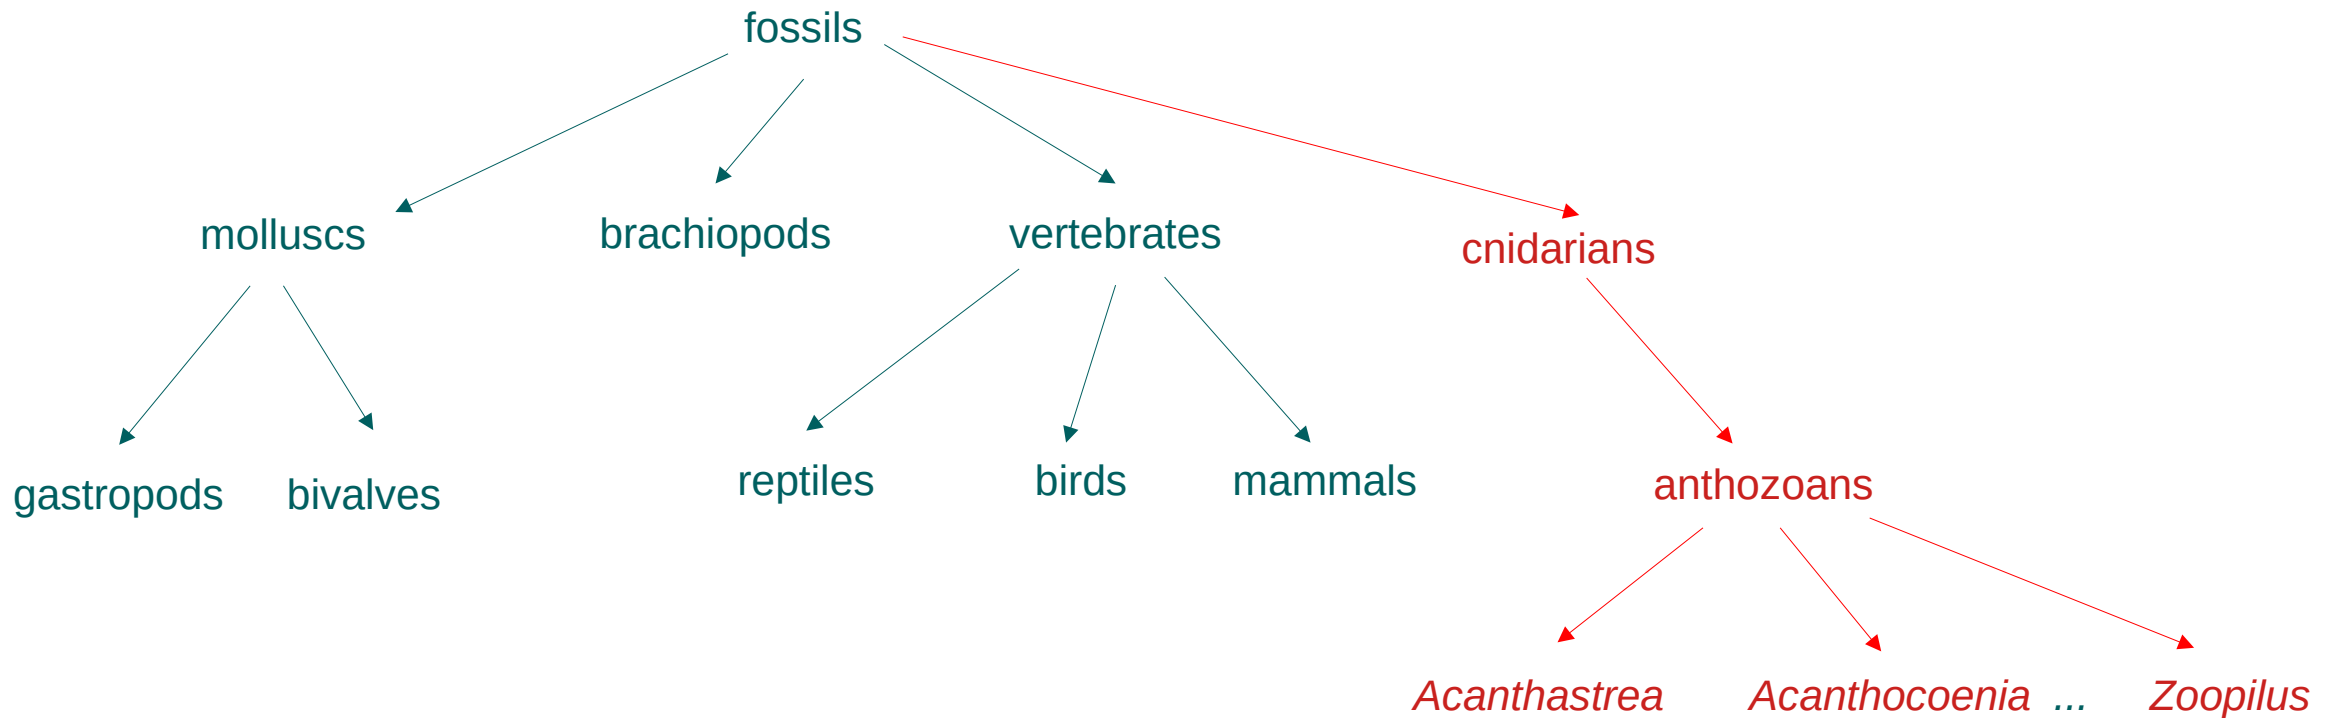 fossils
molluscs brachiopods vertebrates cnidarians
gastropods bivalves reptiles birds mammals anthozoans
Acanthastrea Acanthocoenia ... Zoopilus